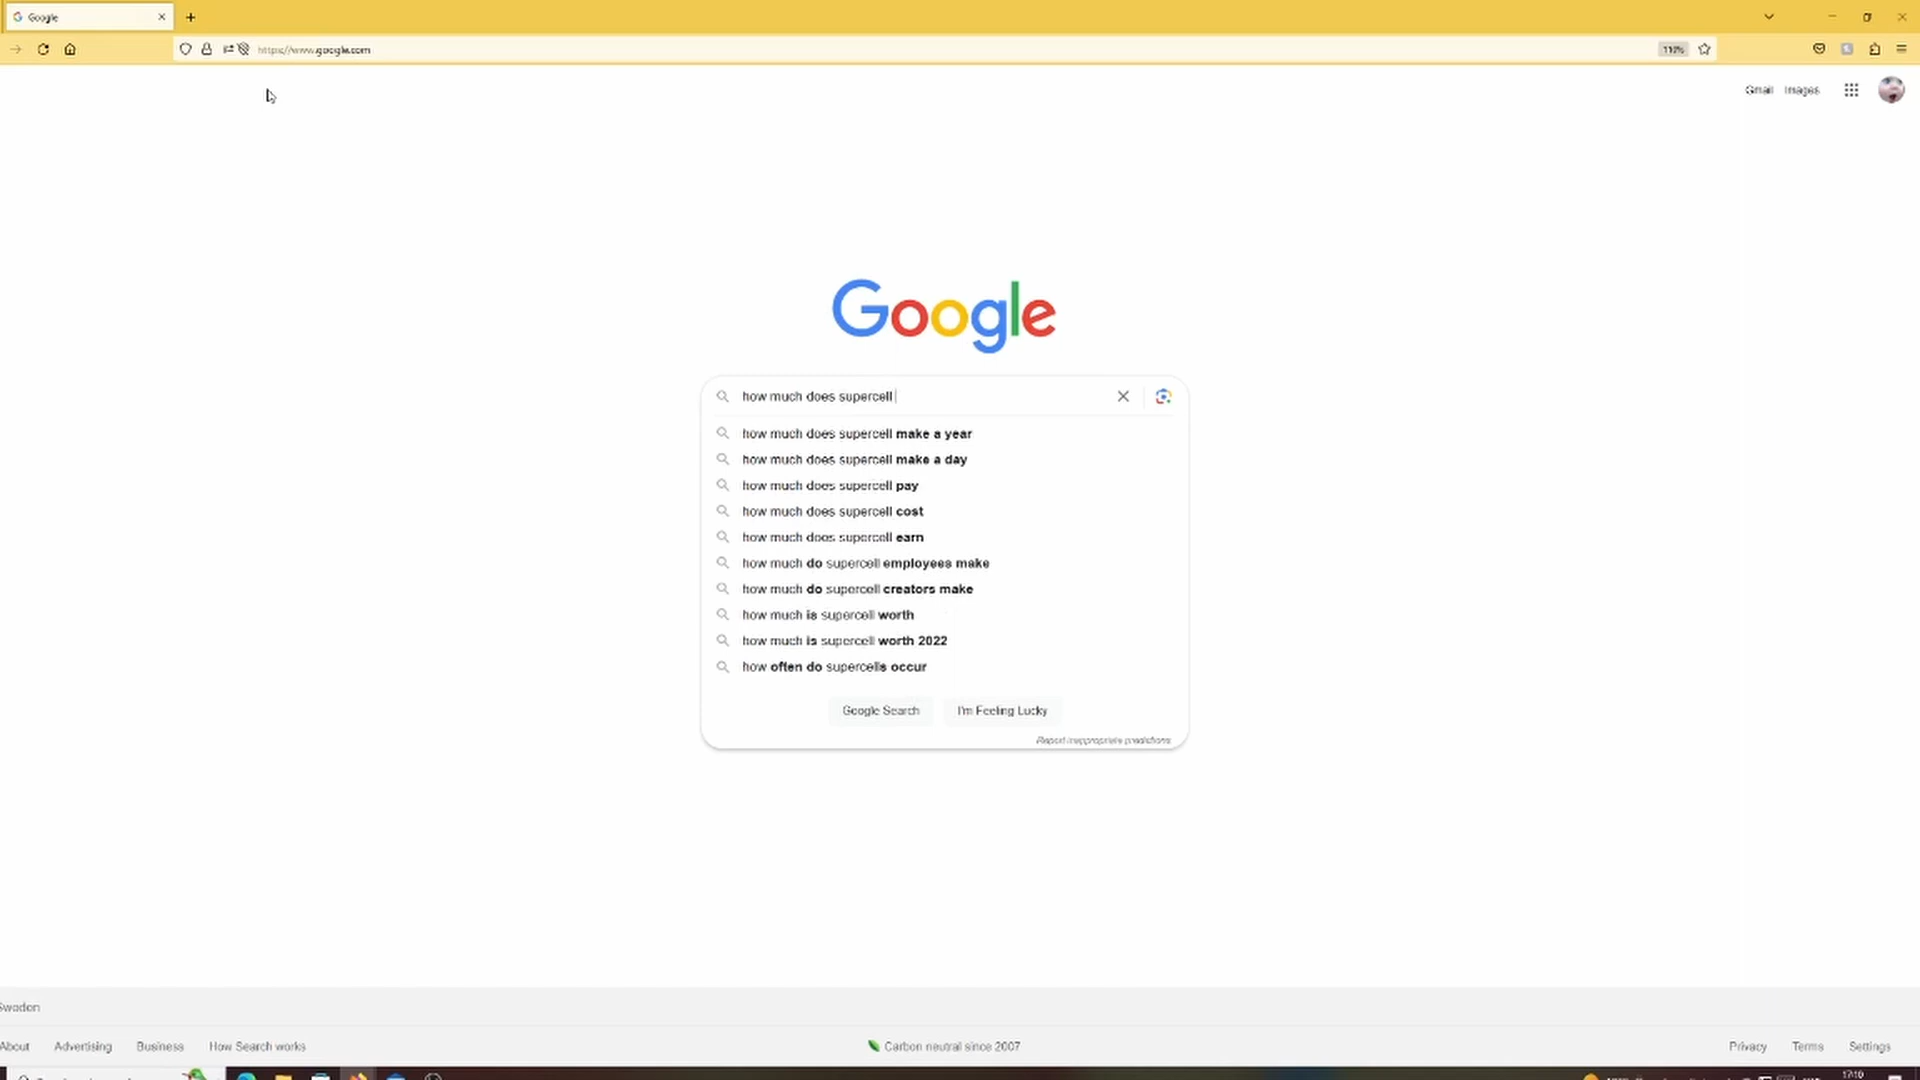 Google
https://www.google.com
110%
Gmail Images
Google
how much does supercell
how much does supercell make a year
how much does supercell make a day
how much does supercell pay
how much does supercell cost
how much does supercell earn
how much do supercell employees make
how much do supercell creators make
how much is supercell worth
how much is supercell worth 2022
how often do supercells occur
Google Search I'm Feeling Lucky
Report inappropriate predictions
Sweden
About Advertising Business How Search works Carbon neutral since 2007 Privacy Terms Settings
17:10